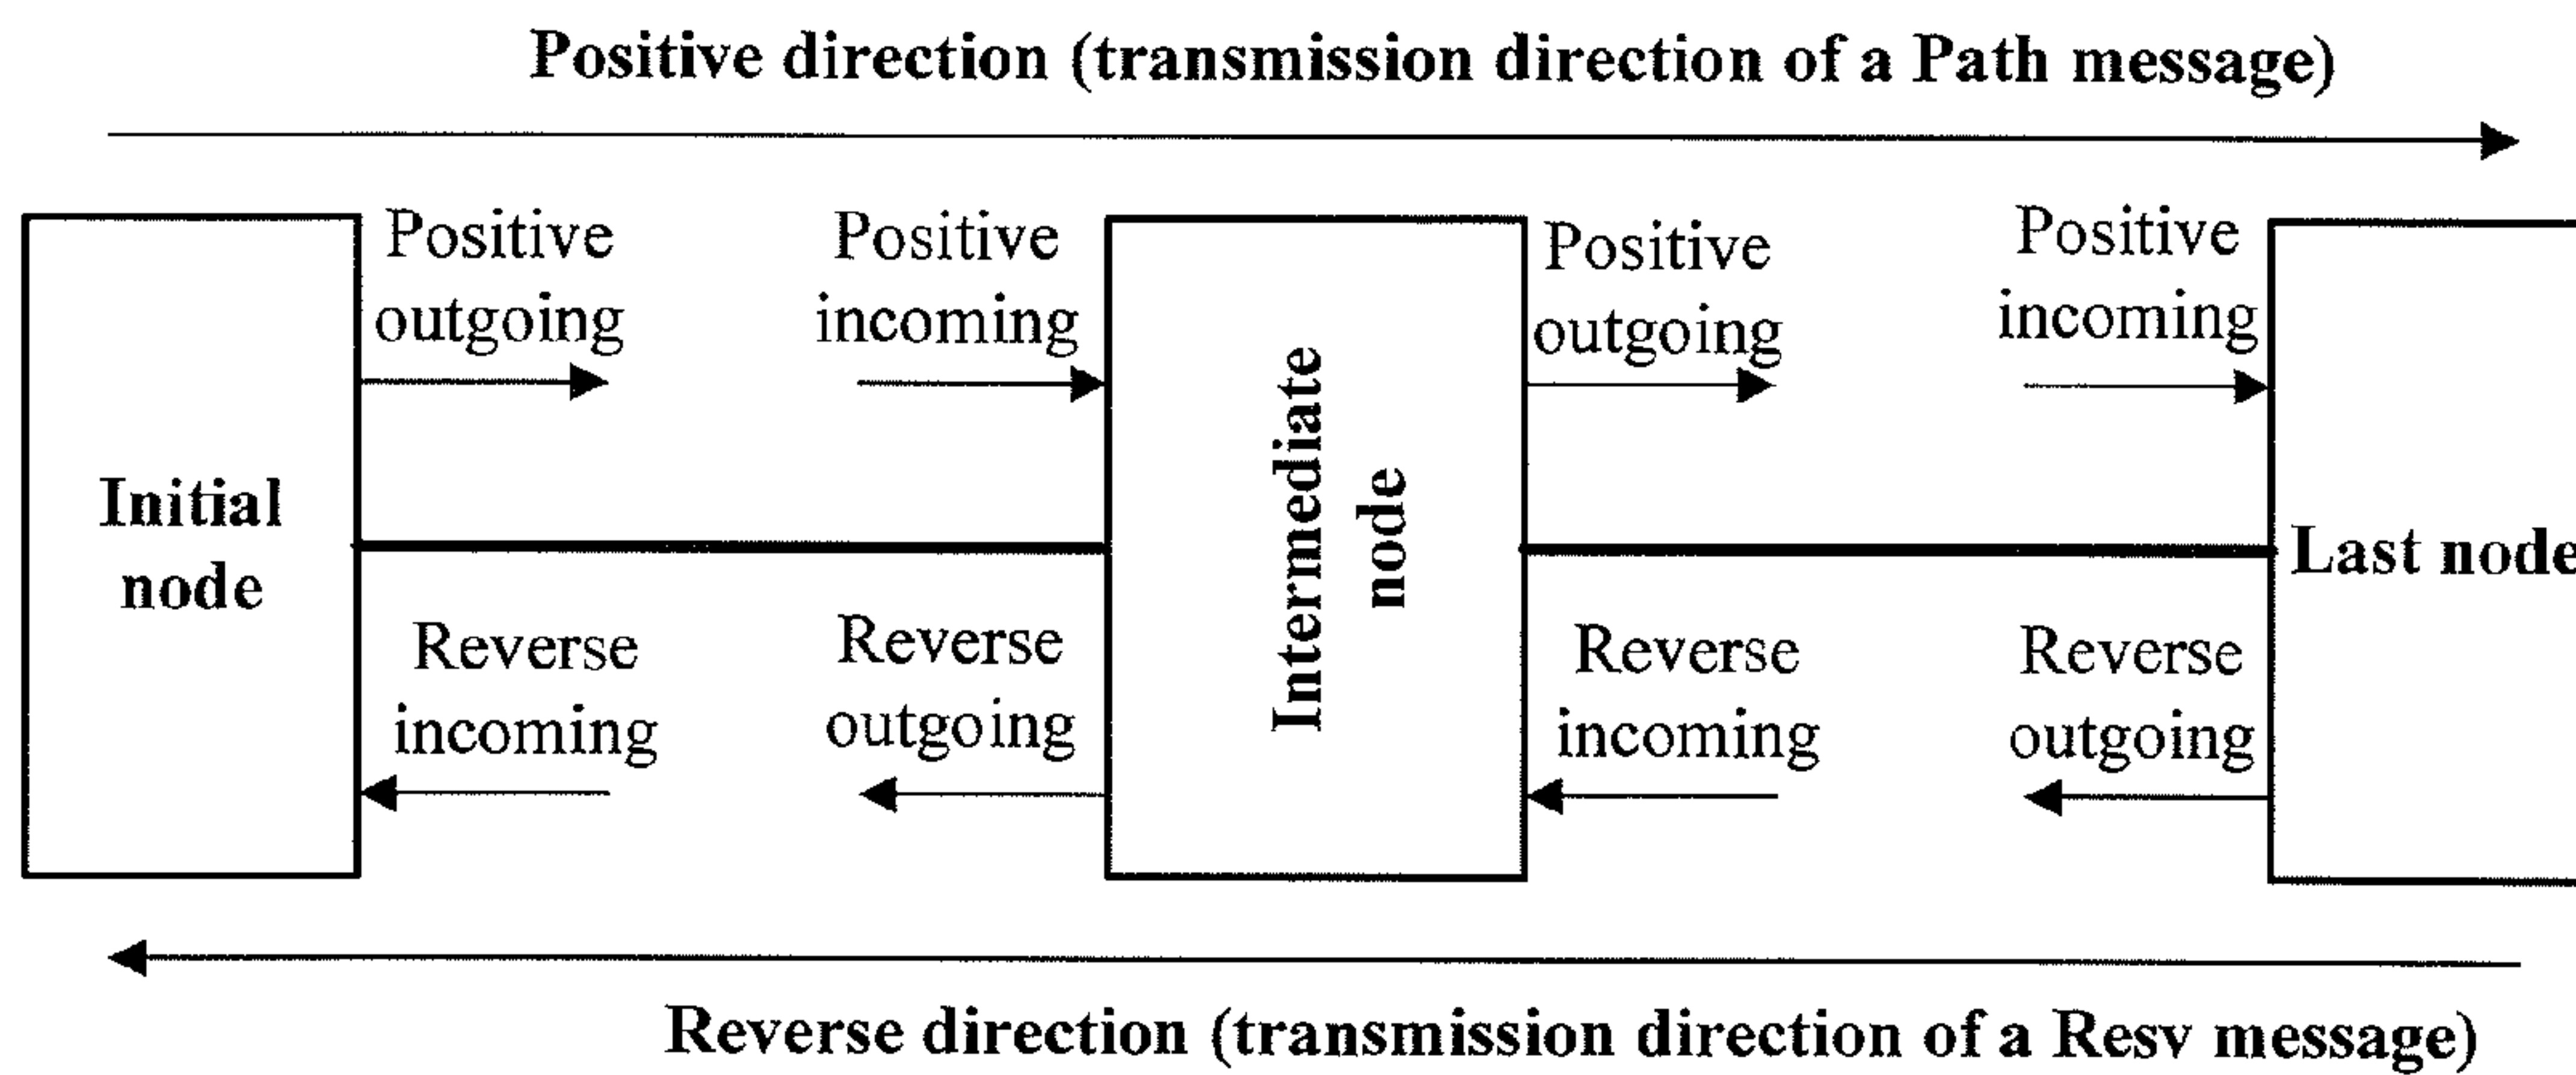 Positive direction (transmission direction of a Path message)
Positive
outgoing
Positive
incoming
Positive
outgoing
Positive
incoming
Initial
node
Intermediate
node
Last node
Reverse
incoming
Reverse
outgoing
Reverse
incoming
Reverse
outgoing
Reverse direction (transmission direction of a Resv message)